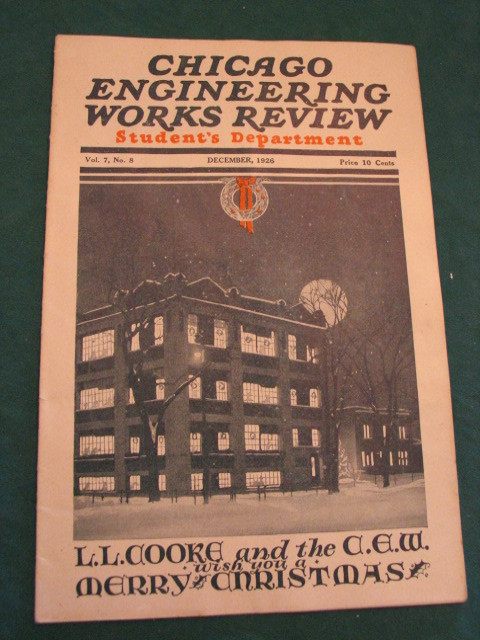 CHICAGO
ENGINEERING
WORKS REVIEW
Student's Department
Vol. 7, No. 8 DECEMBER, 1926 Price 10 Cents
L.L. COOKE and the C.E.W.
wish you a
MERRY CHRISTMAS